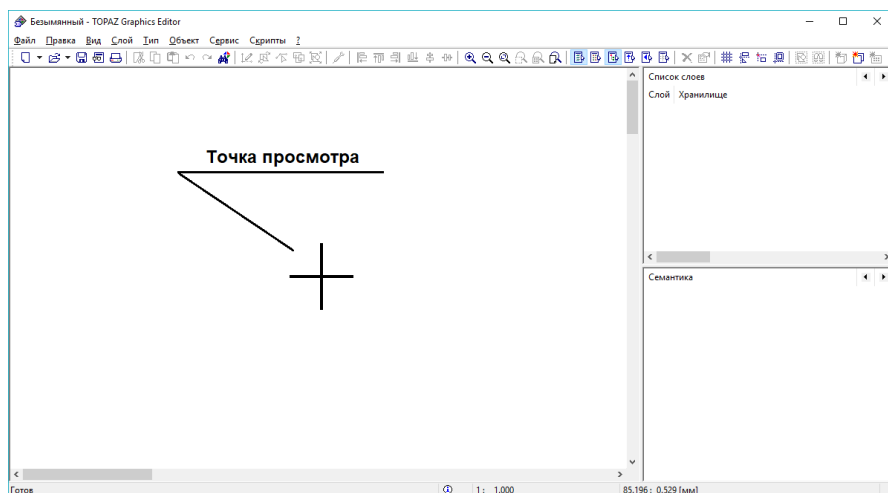 Безымянный - TOPAZ Graphics Editor
Файл Правка Вид Слой Тип Объект Сервис Скрипты ?
Список слоев
Слой Хранилище
Точка просмотра
Семантика
Готов 1 : 1,000 85,196 : 0,529 [мм]